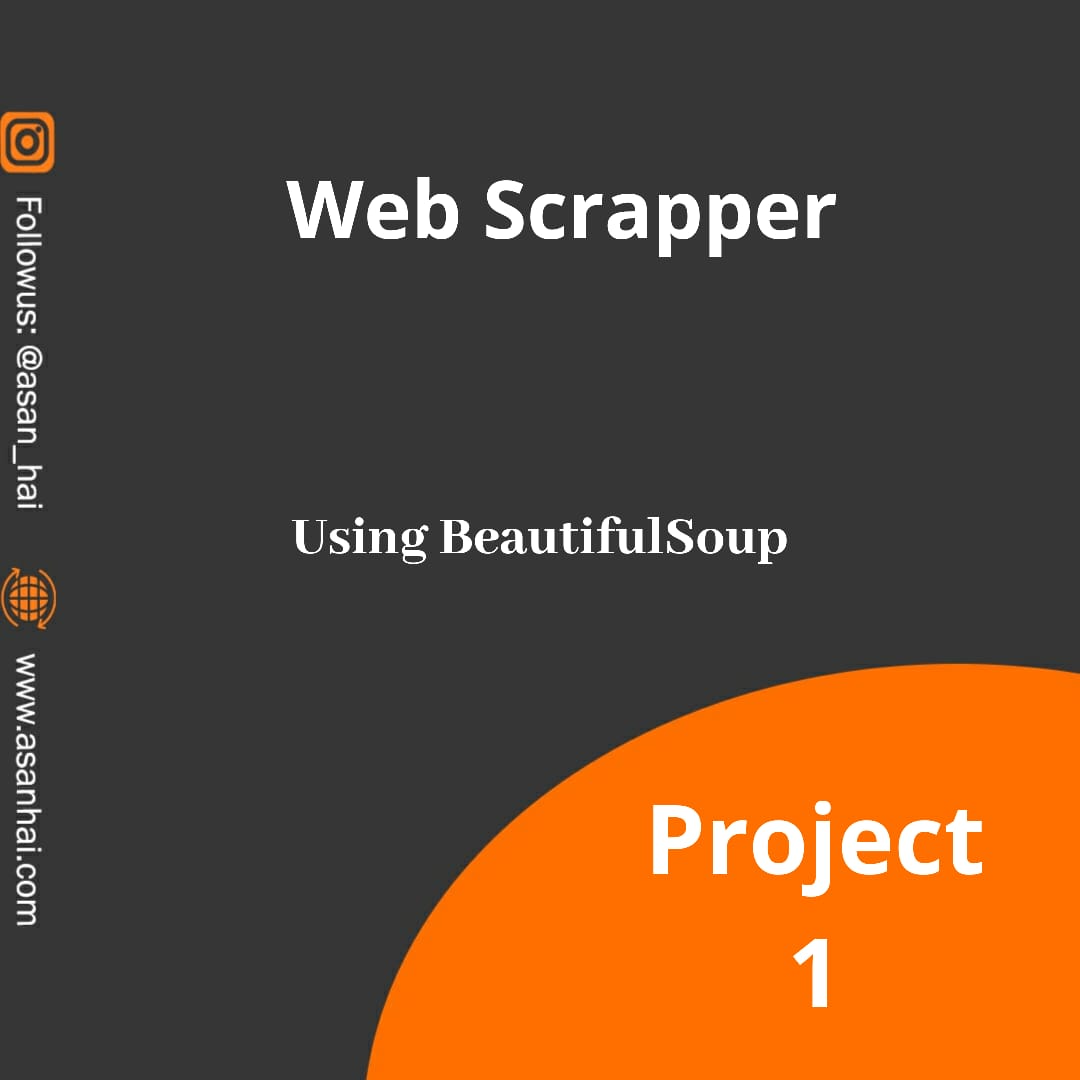 Web Scrapper
Using BeautifulSoup
Project
1
Followus: @asan_hai
www.asanhai.com